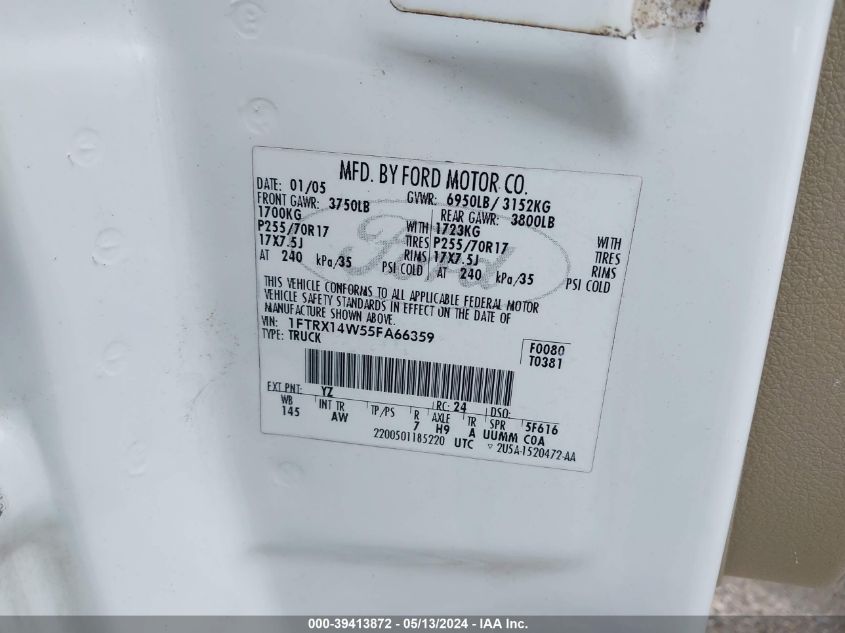 MFD. BY FORD MOTOR CO.
DATE: 01/05 GVWR: 6950LB/ 3152KG
FRONT GAWR: 3750LB REAR GAWR: 3800LB
1700KG WITH 1723KG WITH
P255/70R17 TIRES P255/70R17 TIRES
17X7.5J RIMS 17X7.5J RIMS
AT 240 kPa/35 PSI COLD AT 240 kPa/35 PSI COLD
Ford
THIS VEHICLE CONFORMS TO ALL APPLICABLE FEDERAL MOTOR
VEHICLE SAFETY STANDARDS IN EFFECT ON THE DATE OF
MANUFACTURE SHOWN ABOVE.
VIN: 1FTRX14W55FA66359
TYPE: TRUCK
F0080
T0381
EXT PNT: YZ RC: 24 DSO:
WB INT TR TP/PS R AXLE TR SPR 5F616
145 AW 7 H9 A UUMM COA
2200501185220 UTC ▽ 2U5A-1520472-AA
000-39413872 - 05/13/2024 - IAA Inc.